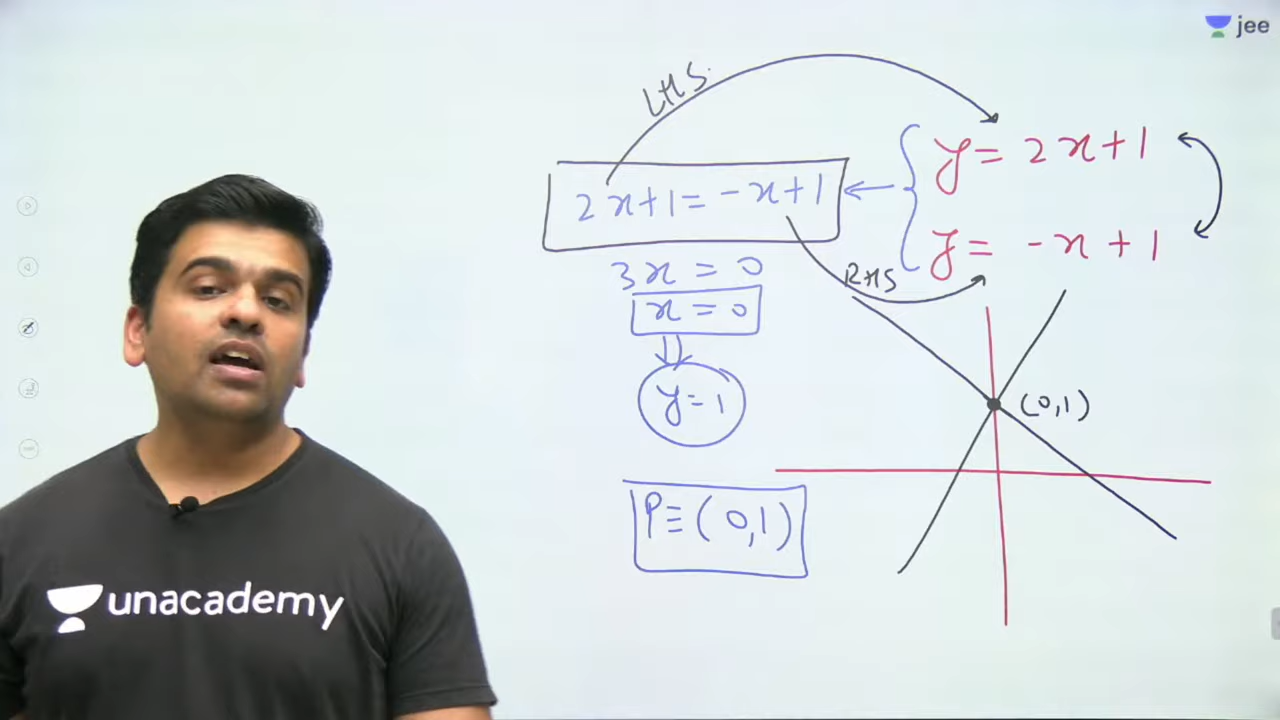 jee
LHS.
y = 2x+1
2x+1 = -x+1
y = -x+1
3x = 0
RHS
x = 0
y = 1
(0,1)
P ≡ (0,1)
unacademy